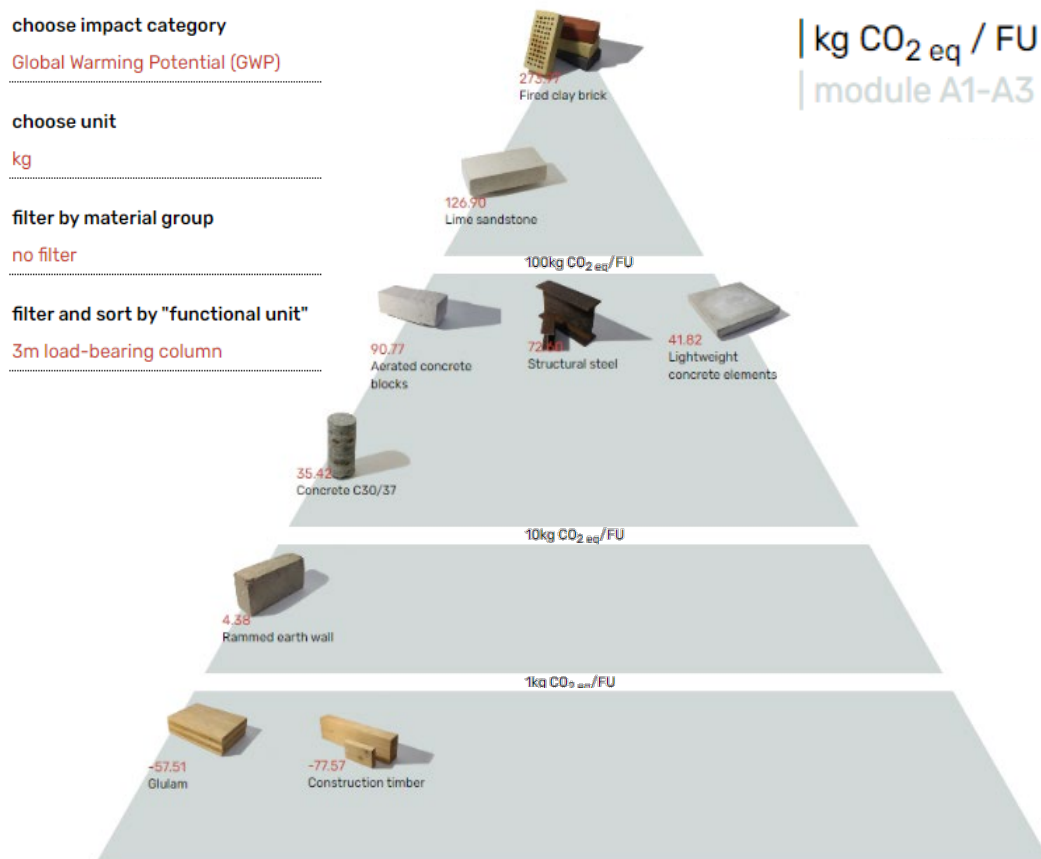 choose impact category
Global Warming Potential (GWP)
choose unit
kg
filter by material group
no filter
filter and sort by "functional unit"
3m load-bearing column
kg CO2 eq / FU
module A1-A3
Fired clay brick
126.90
Lime sandstone
100kg CO2 eq/FU
90.77
Aerated concrete
blocks
Structural steel
41.82
Lightweight
concrete elements
35.42
Concrete C30/37
10kg CO2 eq/FU
4.38
Rammed earth wall
1kg CO2 eq/FU
-57.51
Glulam
-77.57
Construction timber